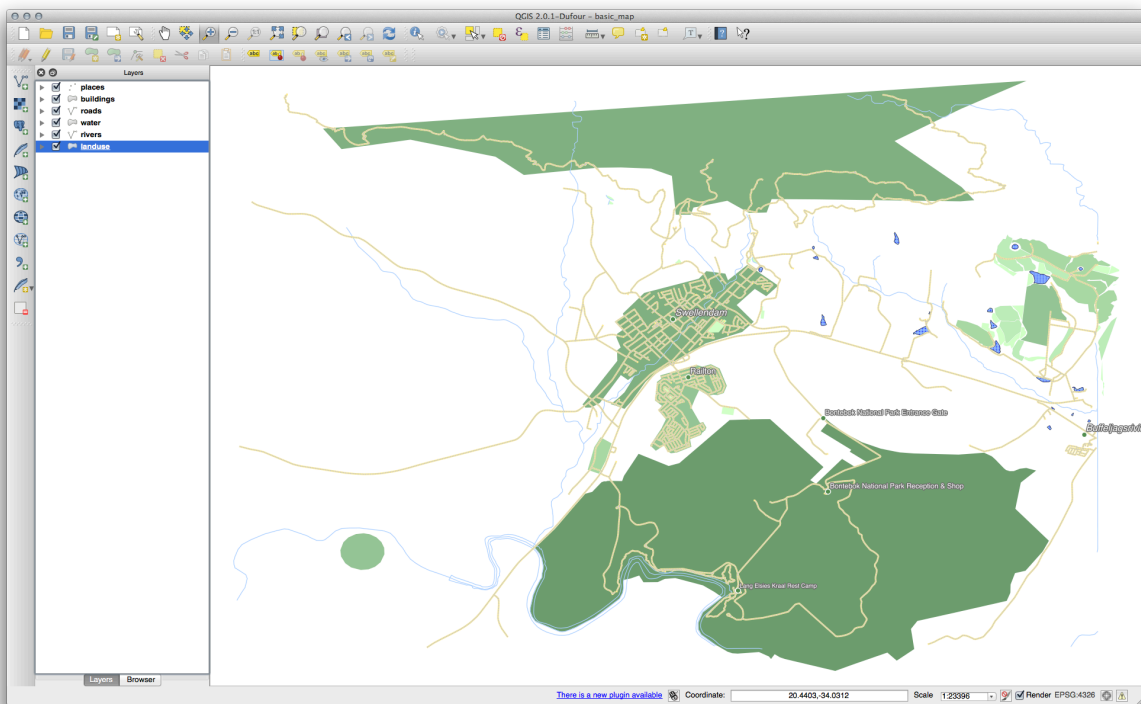 QGIS 2.0.1-Dufour – basic_map
Layers
places
buildings
roads
water
rivers
landuse
Swellendam
Railton
Bontebok National Park Entrance Gate
Bontebok National Park Reception & Shop
Lang Elsies Kraal Rest Camp
Layers
Browser
There is a new plugin available
Coordinate:
20.4403,-34.0312
Scale
1:23396
Render
EPSG:4326